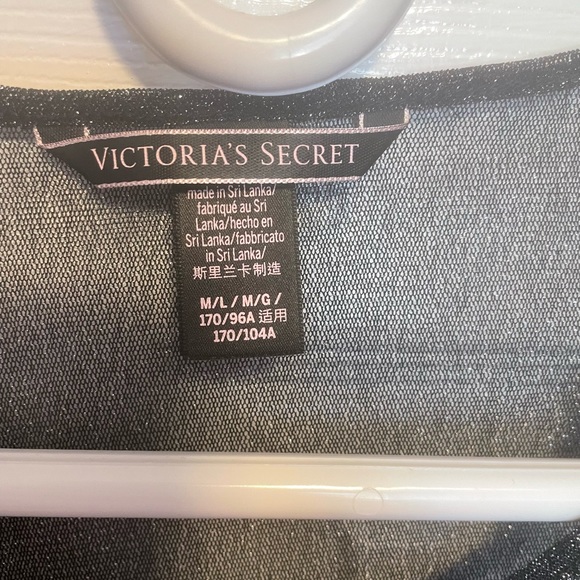 VICTORIA'S SECRET
made in Sri Lanka/
fabriqué au Sri
Lanka/hecho en
Sri Lanka/fabbricato
in Sri Lanka/
斯里兰卡制造
M/L / M/G /
170/96A 适用
170/104A